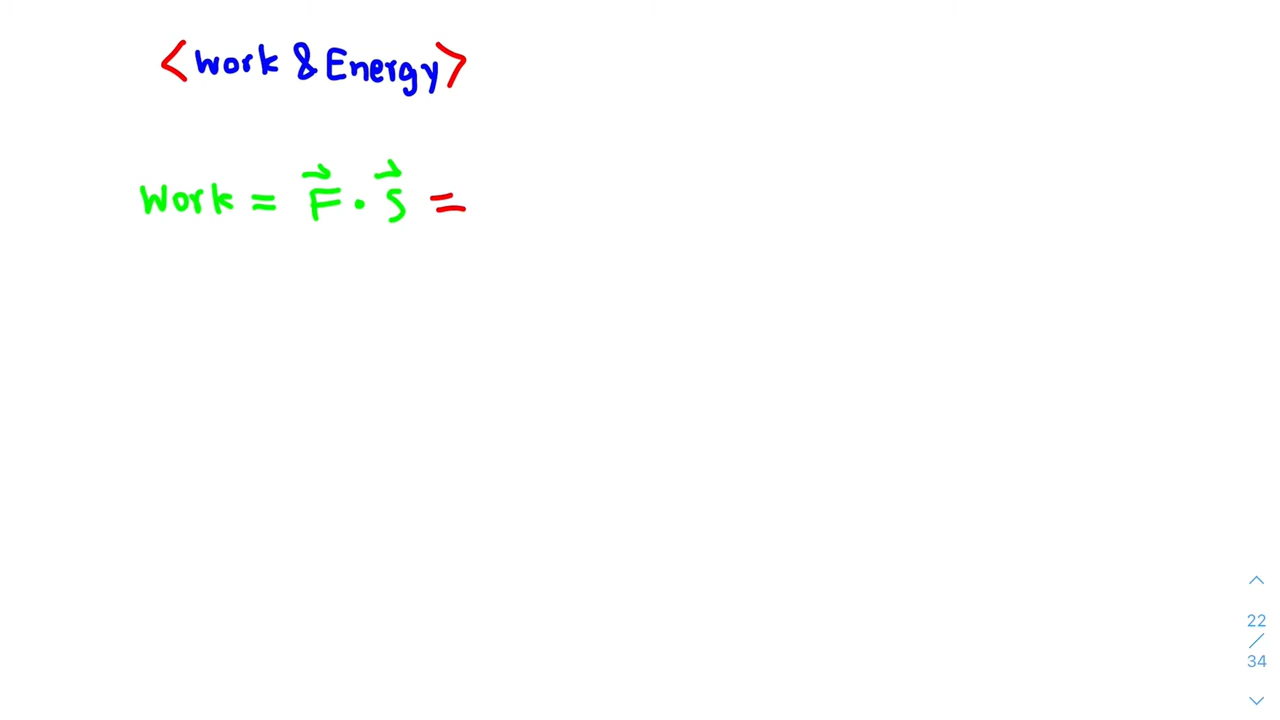 <Work & Energy>
Work = F⃗ · S⃗ =
22
/
34